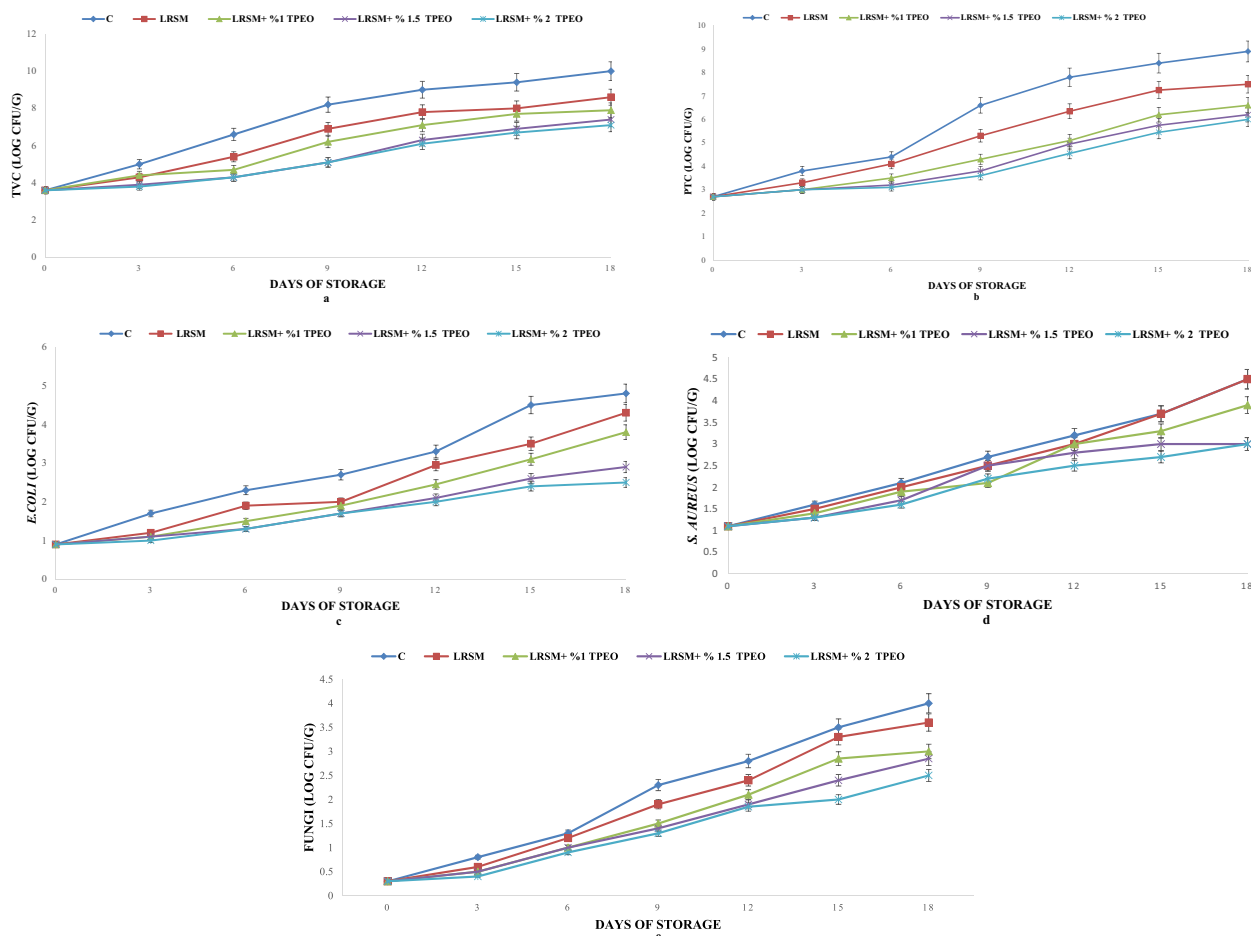 C LRSM LRSM+ %1 TPEO LRSM+ % 1.5 TPEO LRSM+ % 2 TPEO
TVC (LOG CFU/G)
12
10
8
6
4
2
0
0 3 6 9 12 15 18
DAYS OF STORAGE
a
C LRSM LRSM+ %1 TPEO LRSM+ % 1.5 TPEO LRSM+ % 2 TPEO
PTC (LOG CFU/G)
10
9
8
7
6
5
4
3
2
1
0
0 3 6 9 12 15 18
DAYS OF STORAGE
b
C LRSM LRSM+ %1 TPEO LRSM+ % 1.5 TPEO LRSM+ % 2 TPEO
E.COLI (LOG CFU/G)
6
5
4
3
2
1
0
0 3 6 9 12 15 18
DAYS OF STORAGE
c
C LRSM LRSM+ %1 TPEO LRSM+ % 1.5 TPEO LRSM+ % 2 TPEO
S. AUREUS (LOG CFU/G)
5
4.5
4
3.5
3
2.5
2
1.5
1
0.5
0
0 3 6 9 12 15 18
DAYS OF STORAGE
d
C LRSM LRSM+ %1 TPEO LRSM+ % 1.5 TPEO LRSM+ % 2 TPEO
FUNGI (LOG CFU/G)
4.5
4
3.5
3
2.5
2
1.5
1
0.5
0
0 3 6 9 12 15 18
DAYS OF STORAGE